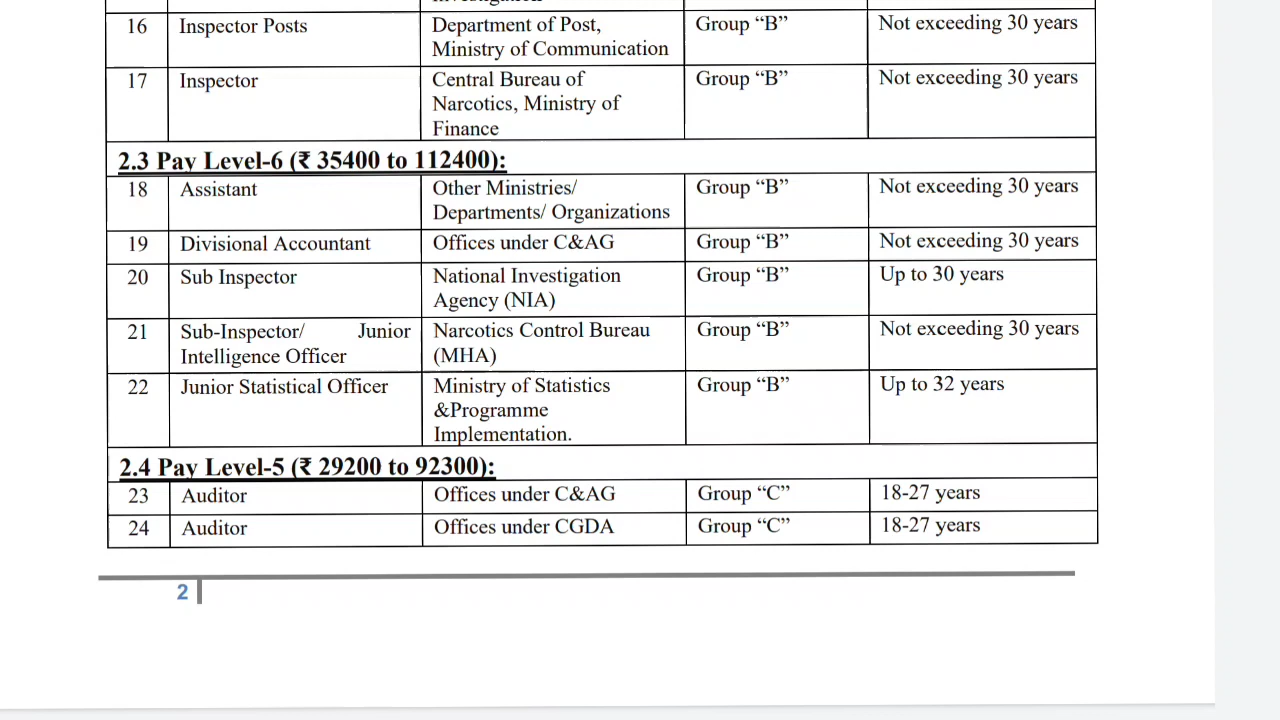 16 Inspector Posts Department of Post, Group “B” Not exceeding 30 years
Ministry of Communication
17 Inspector Central Bureau of Group “B” Not exceeding 30 years
Narcotics, Ministry of
Finance
2.3 Pay Level-6 (₹ 35400 to 112400):
18 Assistant Other Ministries/ Group “B” Not exceeding 30 years
Departments/ Organizations
19 Divisional Accountant Offices under C&AG Group “B” Not exceeding 30 years
20 Sub Inspector National Investigation Group “B” Up to 30 years
Agency (NIA)
21 Sub-Inspector/ Junior Narcotics Control Bureau Group “B” Not exceeding 30 years
Intelligence Officer (MHA)
22 Junior Statistical Officer Ministry of Statistics Group “B” Up to 32 years
&Programme
Implementation.
2.4 Pay Level-5 (₹ 29200 to 92300):
23 Auditor Offices under C&AG Group “C” 18-27 years
24 Auditor Offices under CGDA Group “C” 18-27 years
2